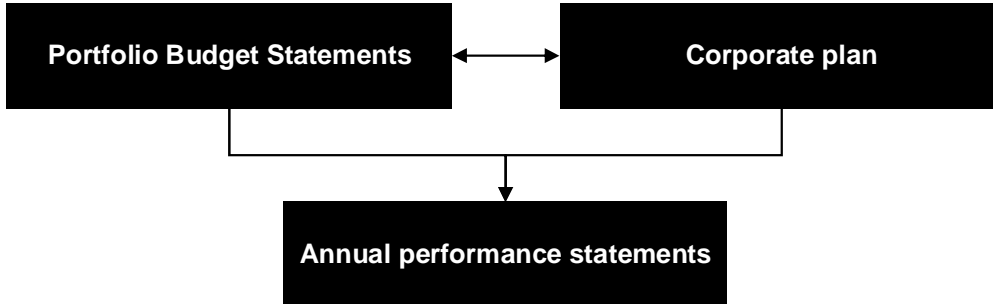 Portfolio Budget Statements
Corporate plan
Annual performance statements